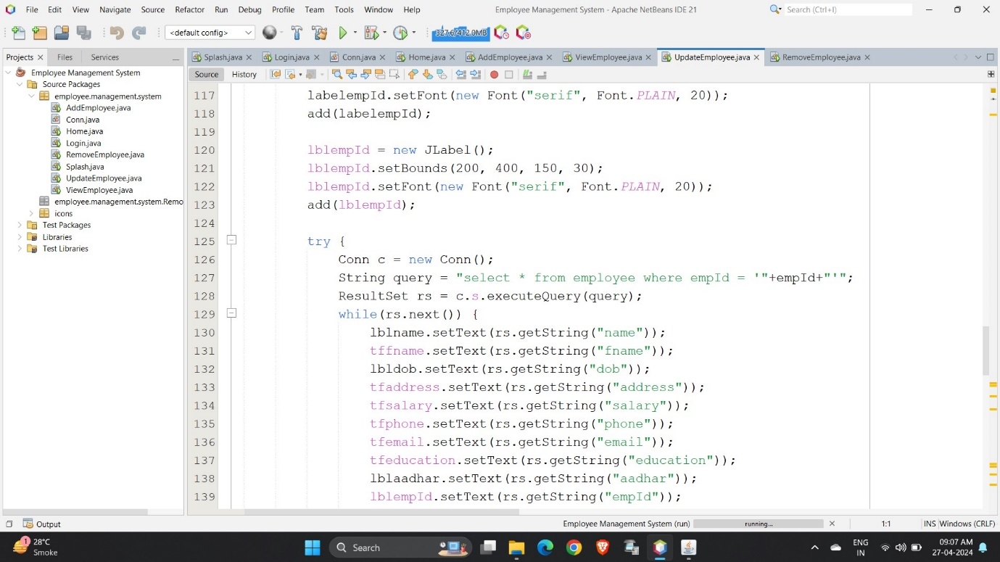 File Edit View Navigate Source Refactor Run Debug Profile Team Tools Window Help Employee Management System - Apache NetBeans IDE 21 Search (Ctrl+I)
<default config> 327.6/412.0MB
Projects Files Services
Splash.java Login.java Conn.java Home.java AddEmployee.java ViewEmployee.java UpdateEmployee.java RemoveEmployee.java
Source History
Employee Management System
Source Packages
employee.management.system
AddEmployee.java
Conn.java
Home.java
Login.java
RemoveEmployee.java
Splash.java
UpdateEmployee.java
ViewEmployee.java
employee.management.system.Remo
icons
Test Packages
Libraries
Test Libraries
117 labelempId.setFont(new Font("serif", Font.PLAIN, 20));
118 add(labelempId);
119
120 lblempId = new JLabel();
121 lblempId.setBounds(200, 400, 150, 30);
122 lblempId.setFont(new Font("serif", Font.PLAIN, 20));
123 add(lblempId);
124
125 try {
126 Conn c = new Conn();
127 String query = "select * from employee where empId = '"+empId+"'";
128 ResultSet rs = c.s.executeQuery(query);
129 while(rs.next()) {
130 lblname.setText(rs.getString("name"));
131 tffname.setText(rs.getString("fname"));
132 lbldob.setText(rs.getString("dob"));
133 tfaddress.setText(rs.getString("address"));
134 tfsalary.setText(rs.getString("salary"));
135 tfphone.setText(rs.getString("phone"));
136 tfemail.setText(rs.getString("email"));
137 tfeducation.setText(rs.getString("education"));
138 lblaadhar.setText(rs.getString("aadhar"));
139 lblempId.setText(rs.getString("empId"));
Output Employee Management System (run) running... 1:1 INS Windows (CRLF)
1 28°C
Smoke
Search
ENG
IN
09:07 AM
27-04-2024